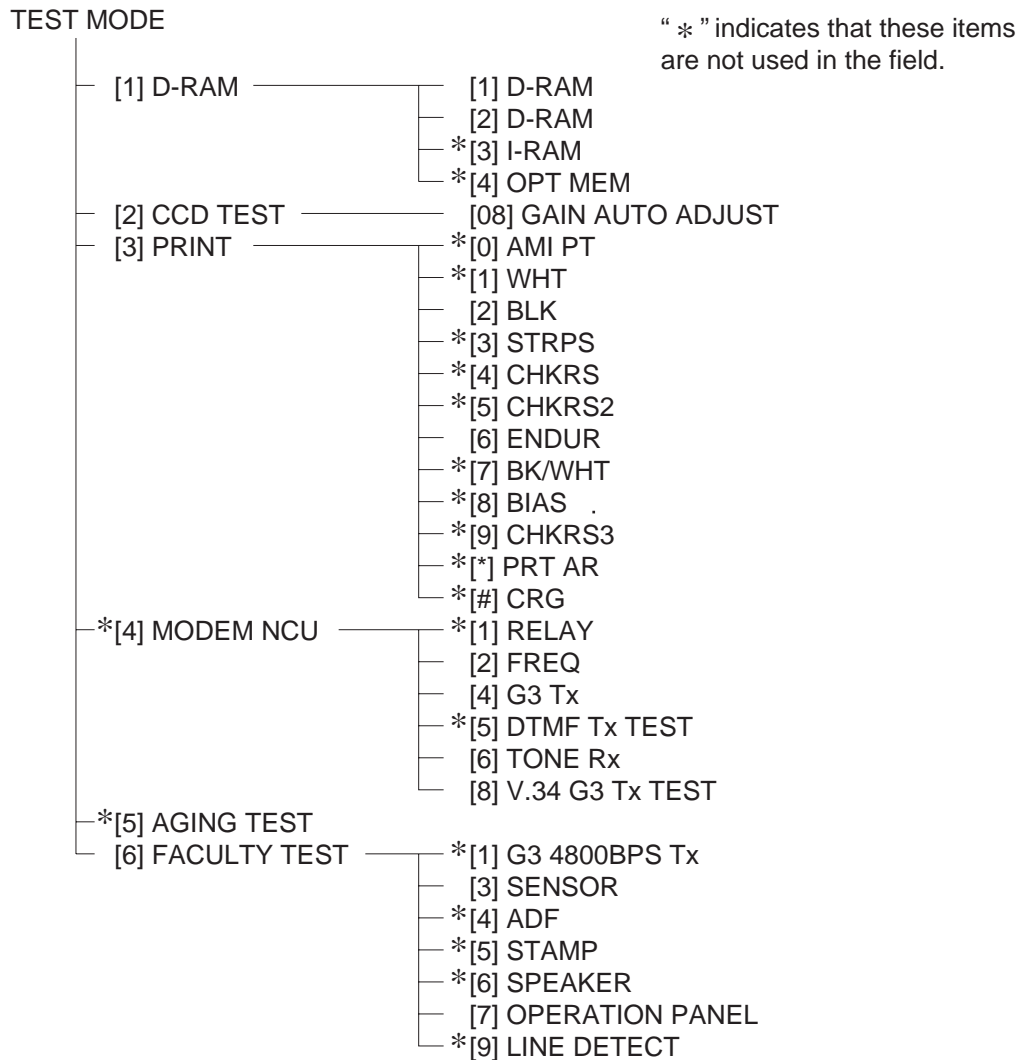 TEST MODE
“ * ” indicates that these items
are not used in the field.
[1] D-RAM
[1] D-RAM
[2] D-RAM
*[3] I-RAM
*[4] OPT MEM
[2] CCD TEST
[08] GAIN AUTO ADJUST
[3] PRINT
*[0] AMI PT
*[1] WHT
[2] BLK
*[3] STRPS
*[4] CHKRS
*[5] CHKRS2
[6] ENDUR
*[7] BK/WHT
*[8] BIAS .
*[9] CHKRS3
*[*] PRT AR
*[#] CRG
*[4] MODEM NCU
*[1] RELAY
[2] FREQ
[4] G3 Tx
*[5] DTMF Tx TEST
[6] TONE Rx
[8] V.34 G3 Tx TEST
*[5] AGING TEST
[6] FACULTY TEST
*[1] G3 4800BPS Tx
[3] SENSOR
*[4] ADF
*[5] STAMP
*[6] SPEAKER
[7] OPERATION PANEL
*[9] LINE DETECT